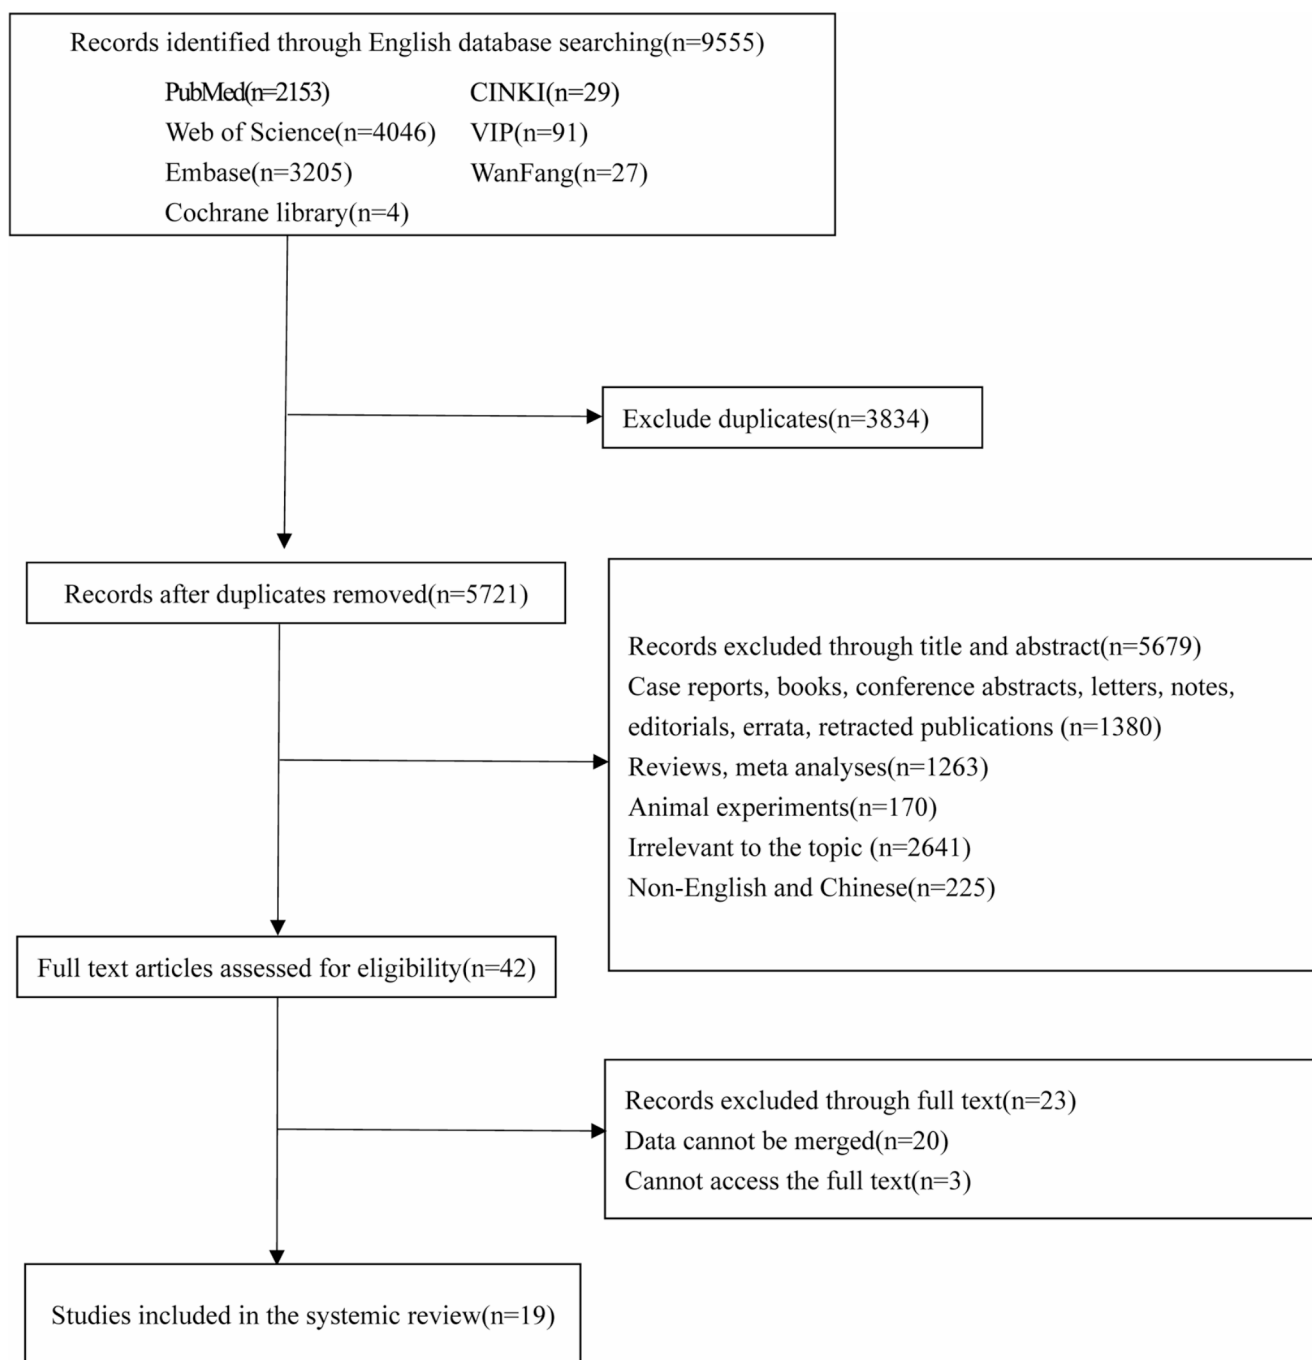 Records identified through English database searching(n=9555)
PubMed(n=2153) CINKI(n=29)
Web of Science(n=4046) VIP(n=91)
Embase(n=3205) WanFang(n=27)
Cochrane library(n=4)
Exclude duplicates(n=3834)
Records after duplicates removed(n=5721)
Records excluded through title and abstract(n=5679)
Case reports, books, conference abstracts, letters, notes,
editorials, errata, retracted publications (n=1380)
Reviews, meta analyses(n=1263)
Animal experiments(n=170)
Irrelevant to the topic (n=2641)
Non-English and Chinese(n=225)
Full text articles assessed for eligibility(n=42)
Records excluded through full text(n=23)
Data cannot be merged(n=20)
Cannot access the full text(n=3)
Studies included in the systemic review(n=19)